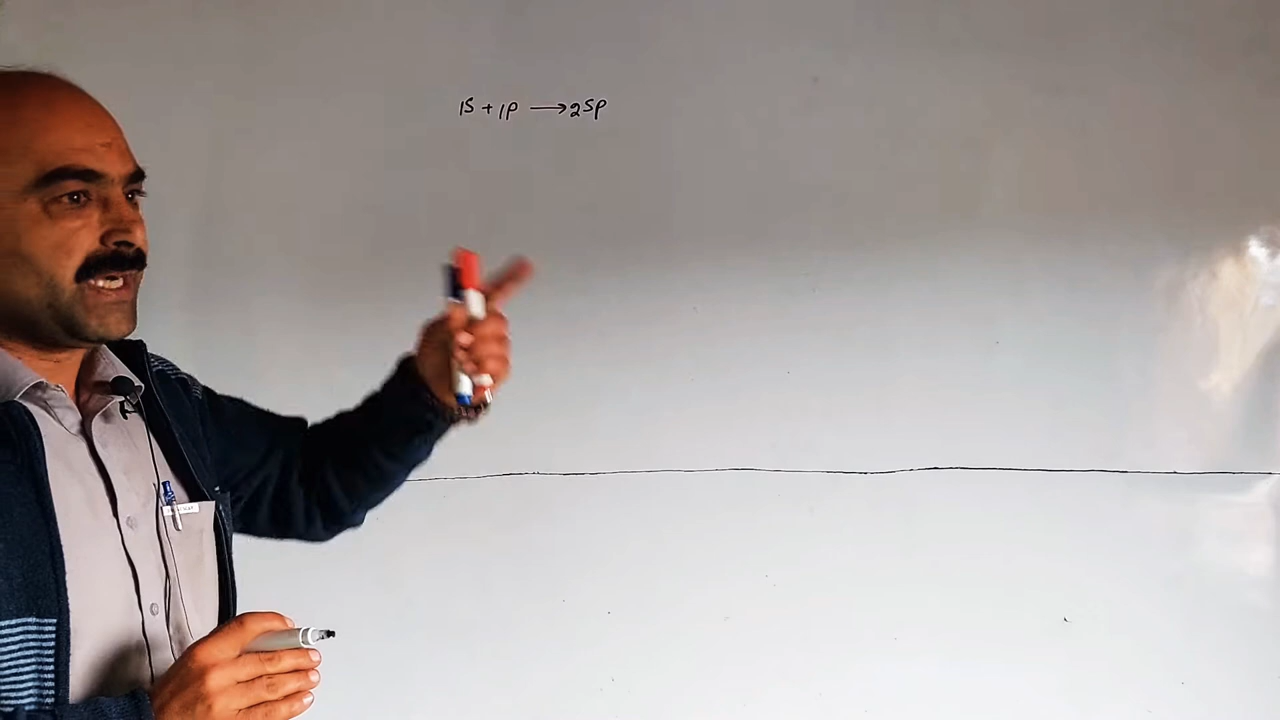 1S + 1P → 2SP